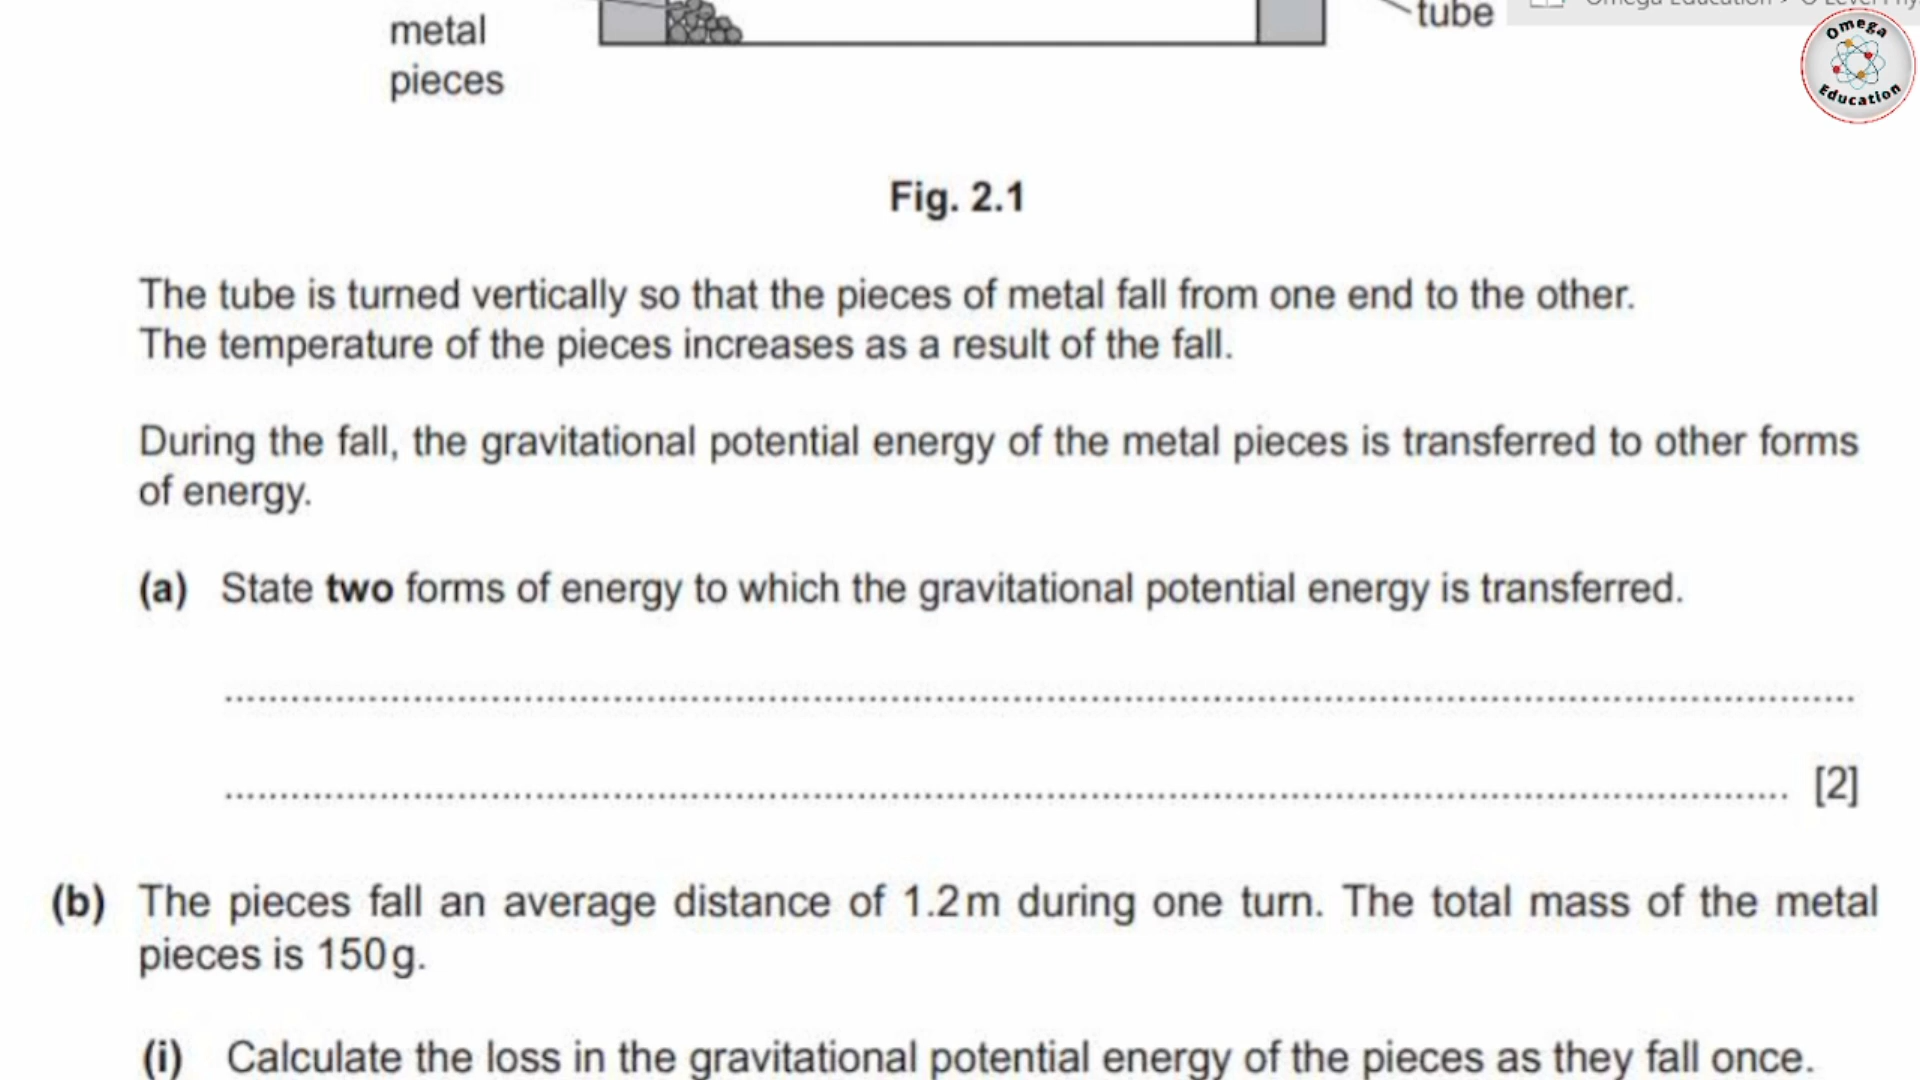 metal
pieces
tube
Omega
Education
Fig. 2.1
The tube is turned vertically so that the pieces of metal fall from one end to the other.
The temperature of the pieces increases as a result of the fall.
During the fall, the gravitational potential energy of the metal pieces is transferred to other forms
of energy.
(a) State two forms of energy to which the gravitational potential energy is transferred.
[2]
(b) The pieces fall an average distance of 1.2 m during one turn. The total mass of the metal
pieces is 150 g.
(i) Calculate the loss in the gravitational potential energy of the pieces as they fall once.